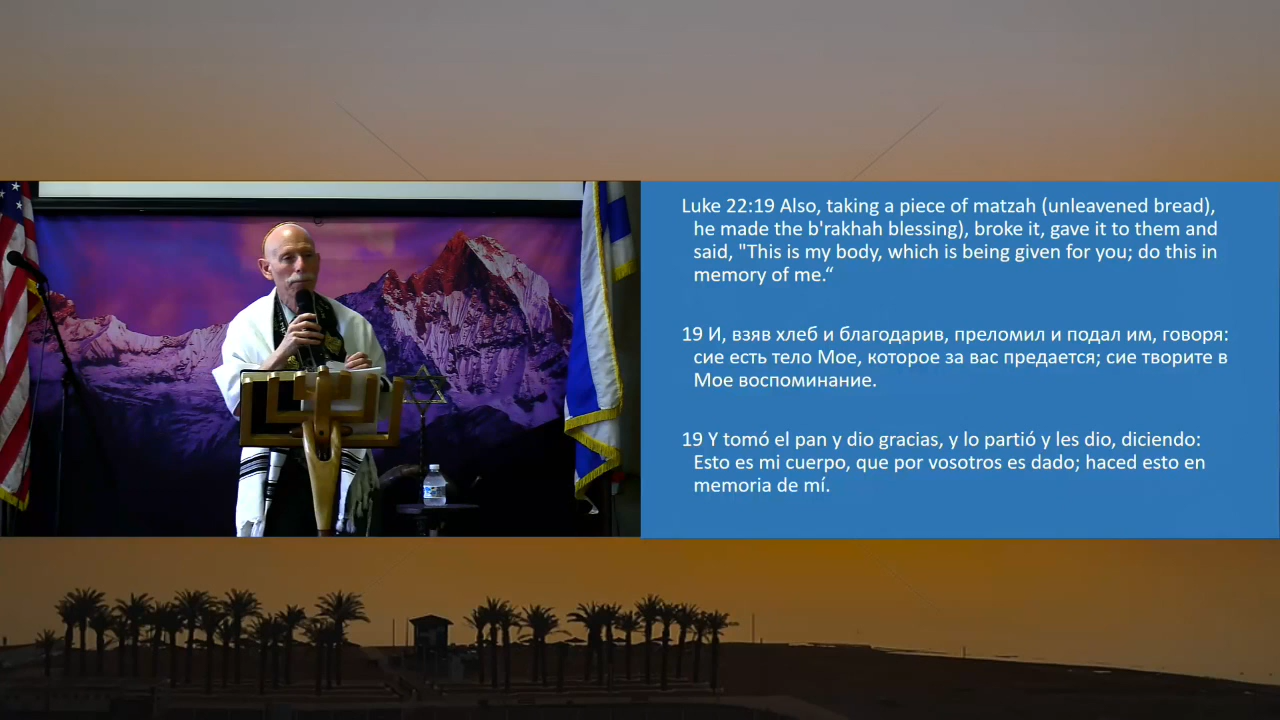 Luke 22:19 Also, taking a piece of matzah (unleavened bread),
he made the b'rakhah blessing), broke it, gave it to them and
said, "This is my body, which is being given for you; do this in
memory of me.“
19 И, взяв хлеб и благодарив, преломил и подал им, говоря:
сие есть тело Мое, которое за вас предается; сие творите в
Мое воспоминание.
19 Y tomó el pan y dio gracias, y lo partió y les dio, diciendo:
Esto es mi cuerpo, que por vosotros es dado; haced esto en
memoria de mí.